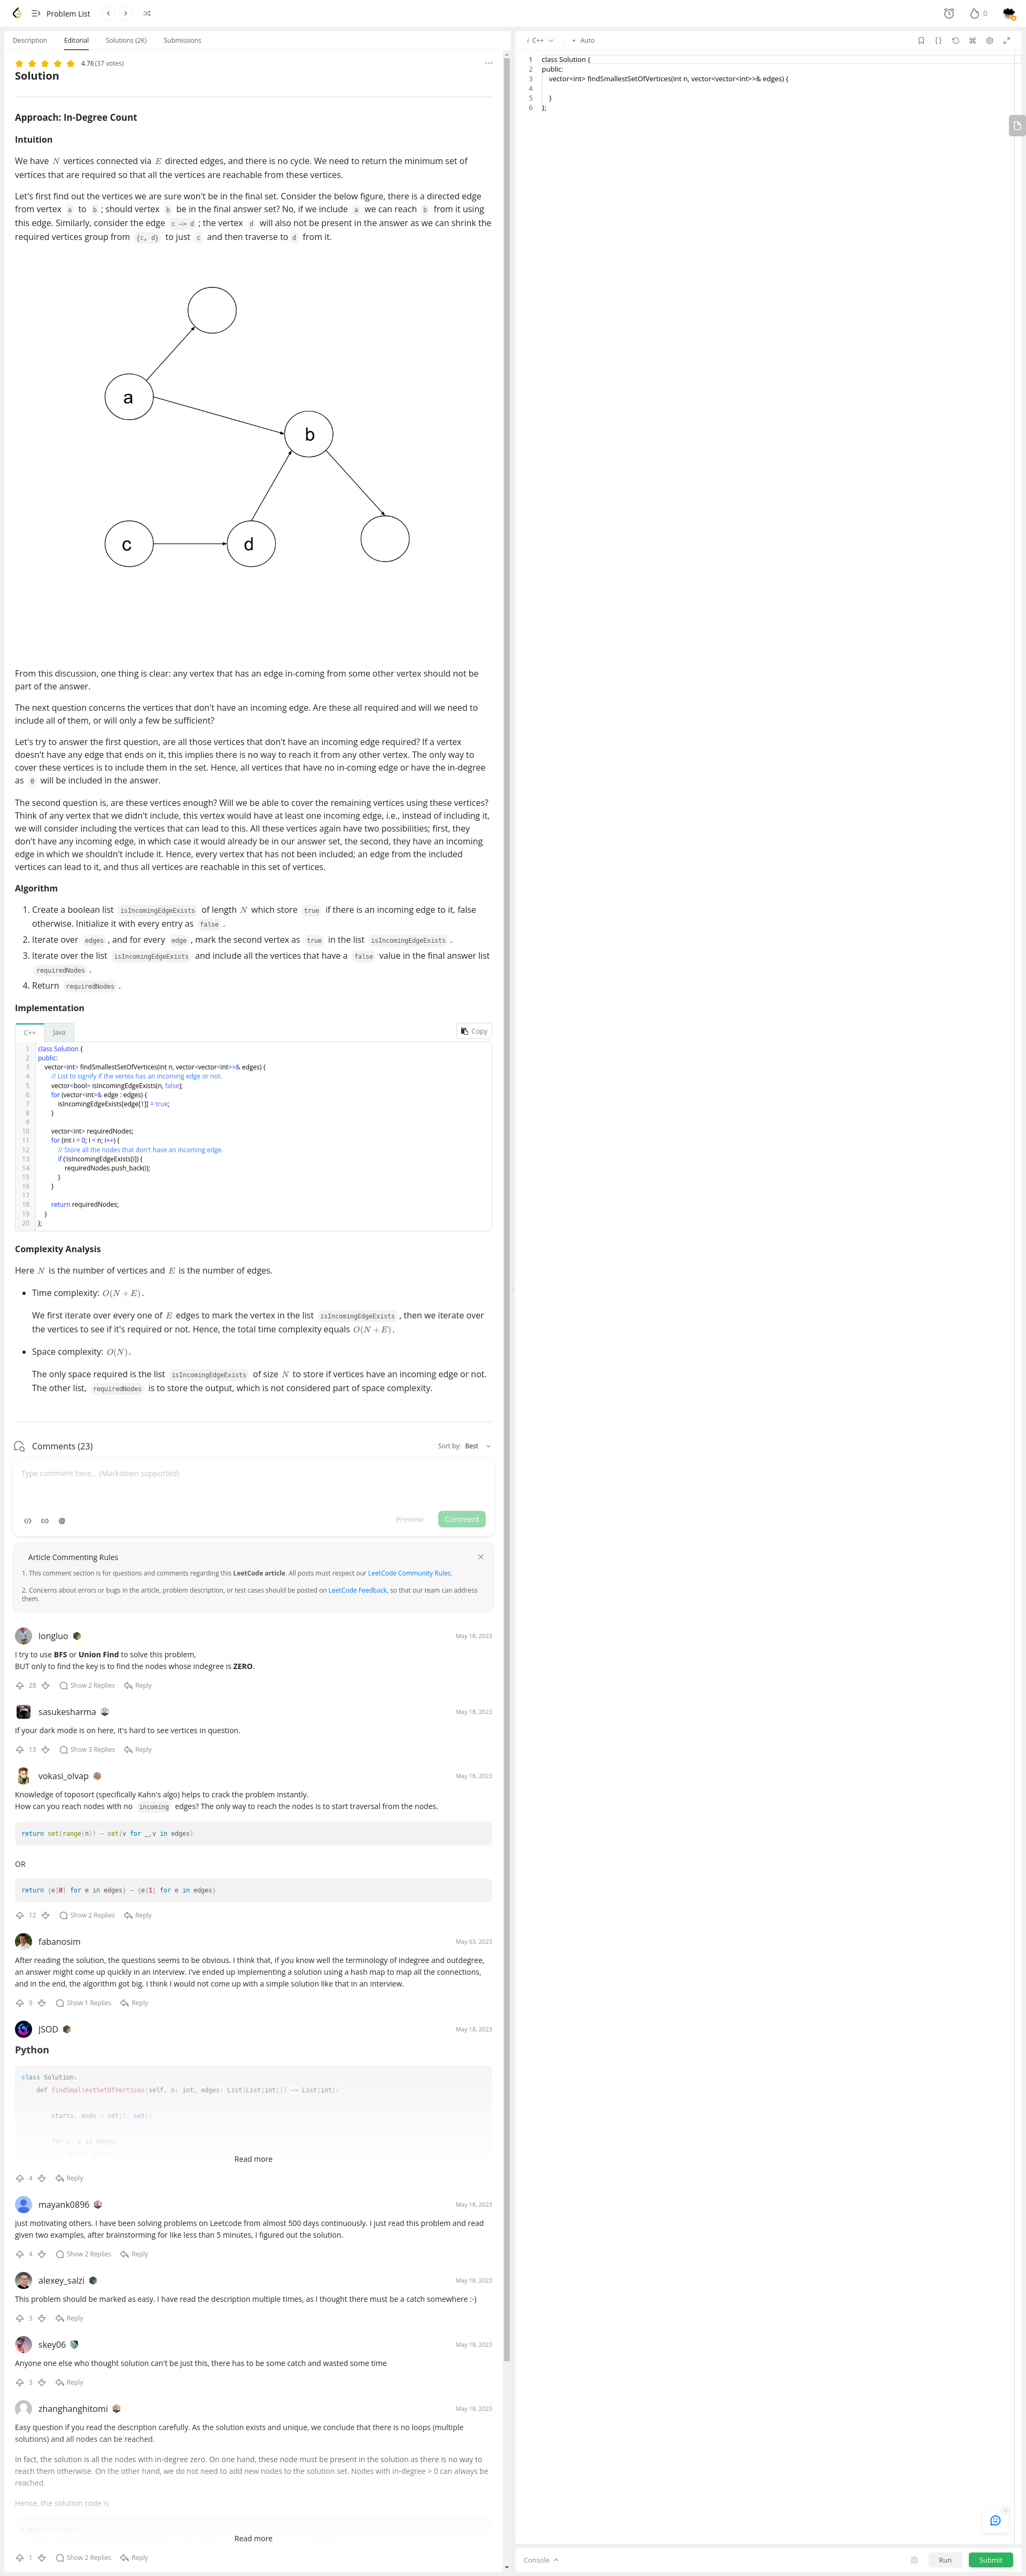 Problem List
0
Description
Editorial
Solutions (2K)
Submissions
4.76 (37 votes)
Solution
Approach: In-Degree Count
Intuition
We have N vertices connected via E directed edges, and there is no cycle. We need to return the minimum set of
vertices that are required so that all the vertices are reachable from these vertices.
Let's first find out the vertices we are sure won't be in the final set. Consider the below figure, there is a directed edge
from vertex a to b ; should vertex b be in the final answer set? No, if we include a we can reach b from it using
this edge. Similarly, consider the edge c -> d ; the vertex d will also not be present in the answer as we can shrink the
required vertices group from {c, d} to just c and then traverse to d from it.
a
b
c
d
From this discussion, one thing is clear: any vertex that has an edge in-coming from some other vertex should not be
part of the answer.
The next question concerns the vertices that don't have an incoming edge. Are these all required and will we need to
include all of them, or will only a few be sufficient?
Let's try to answer the first question, are all those vertices that don't have an incoming edge required? If a vertex
doesn't have any edge that ends on it, this implies there is no way to reach it from any other vertex. The only way to
cover these vertices is to include them in the set. Hence, all vertices that have no in-coming edge or have the in-degree
as 0 will be included in the answer.
The second question is, are these vertices enough? Will we be able to cover the remaining vertices using these vertices?
Think of any vertex that we didn't include, this vertex would have at least one incoming edge, i.e., instead of including it,
we will consider including the vertices that can lead to this. All these vertices again have two possibilities; first, they
don't have any incoming edge, in which case it would already be in our answer set, the second, they have an incoming
edge in which we shouldn't include it. Hence, every vertex that has not been included; an edge from the included
vertices can lead to it, and thus all vertices are reachable in this set of vertices.
Algorithm
1. Create a boolean list isIncomingEdgeExists of length N which store true if there is an incoming edge to it, false
otherwise. Initialize it with every entry as false .
2. Iterate over edges , and for every edge , mark the second vertex as true in the list isIncomingEdgeExists .
3. Iterate over the list isIncomingEdgeExists and include all the vertices that have a false value in the final answer list
requiredNodes .
4. Return requiredNodes .
Implementation
C++
Java
Copy
1 class Solution {
2 public:
3 vector<int> findSmallestSetOfVertices(int n, vector<vector<int>>& edges) {
4 // List to signify if the vertex has an incoming edge or not.
5 vector<bool> isIncomingEdgeExists(n, false);
6 for (vector<int>& edge : edges) {
7 isIncomingEdgeExists[edge[1]] = true;
8 }
9
10 vector<int> requiredNodes;
11 for (int i = 0; i < n; i++) {
12 // Store all the nodes that don't have an incoming edge.
13 if (!isIncomingEdgeExists[i]) {
14 requiredNodes.push_back(i);
15 }
16 }
17
18 return requiredNodes;
19 }
20 };
Complexity Analysis
Here N is the number of vertices and E is the number of edges.
• Time complexity: O(N + E).
We first iterate over every one of E edges to mark the vertex in the list isIncomingEdgeExists , then we iterate over
the vertices to see if it's required or not. Hence, the total time complexity equals O(N + E).
• Space complexity: O(N).
The only space required is the list isIncomingEdgeExists of size N to store if vertices have an incoming edge or not.
The other list, requiredNodes is to store the output, which is not considered part of space complexity.
Comments (23)
Sort by: Best
Type comment here... (Markdown supported)
Preview
Comment
Article Commenting Rules
1. This comment section is for questions and comments regarding this LeetCode article. All posts must respect our LeetCode Community Rules.
2. Concerns about errors or bugs in the article, problem description, or test cases should be posted on LeetCode Feedback, so that our team can address
them.
longluo
May 18, 2023
I try to use BFS or Union Find to solve this problem,
BUT only to find the key is to find the nodes whose indegree is ZERO.
28 Show 2 Replies Reply
sasukesharma
May 18, 2023
If your dark mode is on here, it's hard to see vertices in question.
13 Show 3 Replies Reply
vokasi_olvap
May 18, 2023
Knowledge of toposort (specifically Kahn's algo) helps to crack the problem instantly.
How can you reach nodes with no incoming edges? The only way to reach the nodes is to start traversal from the nodes.
return set(range(n)) - set(v for _,v in edges)
OR
return {e[0] for e in edges} - {e[1] for e in edges}
12 Show 2 Replies Reply
fabanosim
May 03, 2023
After reading the solution, the questions seems to be obvious. I think that, if you know well the terminology of indegree and outdegree,
an answer might come up quickly in an interview. I've ended up implementing a solution using a hash map to map all the connections,
and in the end, the algorithm got big. I think I would not come up with a simple solution like that in an interview.
9 Show 1 Replies Reply
JSOD
May 18, 2023
Python
class Solution:
def findSmallestSetOfVertices(self, n: int, edges: List[List[int]]) -> List[int]:
starts, ends = set(), set()
for x, y in edges:
Read more
4 Reply
mayank0896
May 18, 2023
Just motivating others. I have been solving problems on Leetcode from almost 500 days continuously. I just read this problem and read
given two examples, after brainstorming for like less than 5 minutes, I figured out the solution.
4 Show 2 Replies Reply
alexey_salzi
May 18, 2023
This problem should be marked as easy. I have read the description multiple times, as I thought there must be a catch somewhere :-)
3 Reply
skey06
May 18, 2023
Anyone else who thought solution can't be just this, there has to be some catch and wasted some time
3 Reply
zhanghanghitomi
May 18, 2023
Easy question if you read the description carefully. As the solution exists and unique, we conclude that there is no loops (multiple
solutions) and all nodes can be reached.
In fact, the solution is all the nodes with in-degree zero. On one hand, these node must be present in the solution as there is no way to
reach them otherwise. On the other hand, we do not need to add new nodes to the solution set. Nodes with in-degree > 0 can always be
reached.
Hence, the solution code is
Read more
1 Show 2 Replies Reply
i C++
• Auto
1 class Solution {
2 public:
3 vector<int> findSmallestSetOfVertices(int n, vector<vector<int>>& edges) {
4
5 }
6 };
Console
Run
Submit